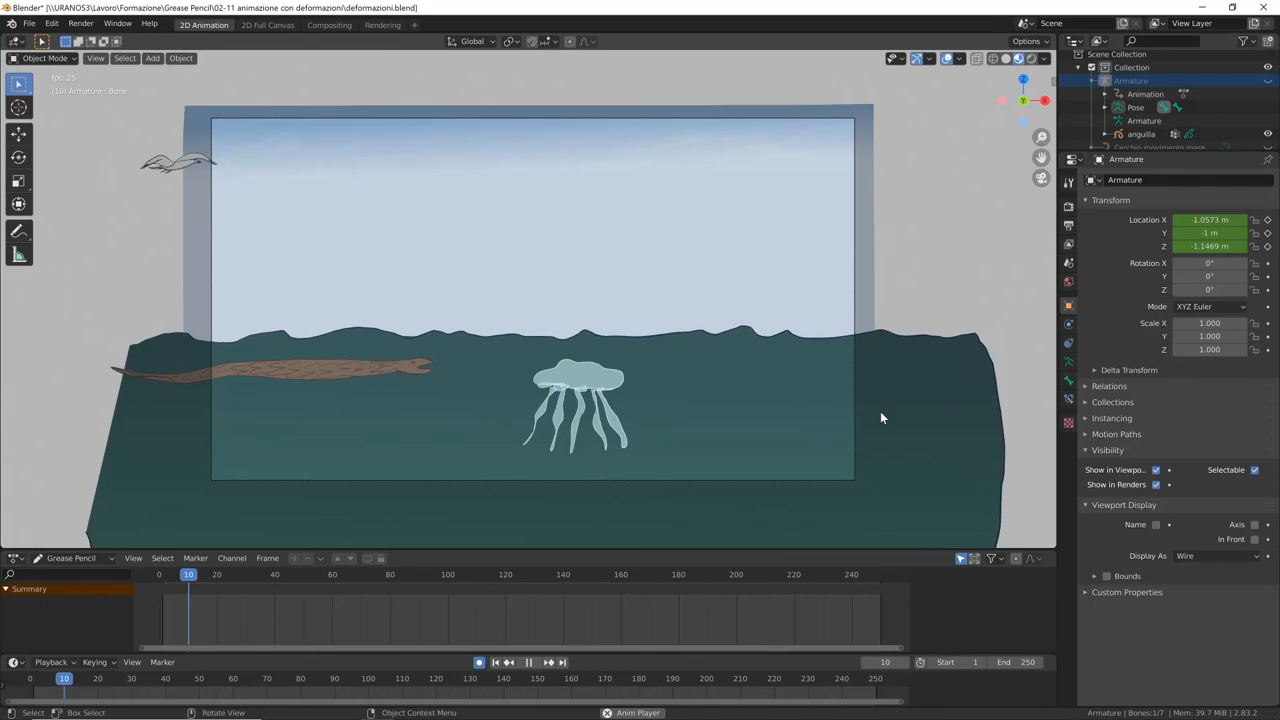 Blender* [\\URANOS3\Lavoro\Formazione\Grease Pencil\02-11 animazione con deformazioni\deformazioni.blend]
File Edit Render Window Help 2D Animation 2D Full Canvas Compositing Rendering + Scene View Layer
Global Options
Object Mode View Select Add Object
fps: 25
(10) Armature : Bone
Scene Collection
Collection
Armature
Animation
Pose
Armature
anguilla
Cerchio movimento mare
Armature
Armature
Transform
Location X -1.0573 m
Y -1 m
Z -1.1469 m
Rotation X 0°
Y 0°
Z 0°
Mode XYZ Euler
Scale X 1.000
Y 1.000
Z 1.000
Delta Transform
Relations
Collections
Instancing
Motion Paths
Visibility
Show in Viewpo... Selectable
Show in Renders
Viewport Display
Name Axis
In Front
Display As Wire
Bounds
Custom Properties
X
Y
Z
Grease Pencil View Select Marker Channel Frame
0 10 20 40 60 80 100 120 140 160 180 200 220 240
Summary
Playback Keying View Marker 10 Start 1 End 250
0 10 20 30 40 50 60 70 80 90 100 110 120 130 140 150 160 170 180 190 200 210 220 230 240 250
Select Box Select Rotate View Object Context Menu Anim Player Armature | Bones:1/7 | Mem: 39.7 MiB | 2.83.2